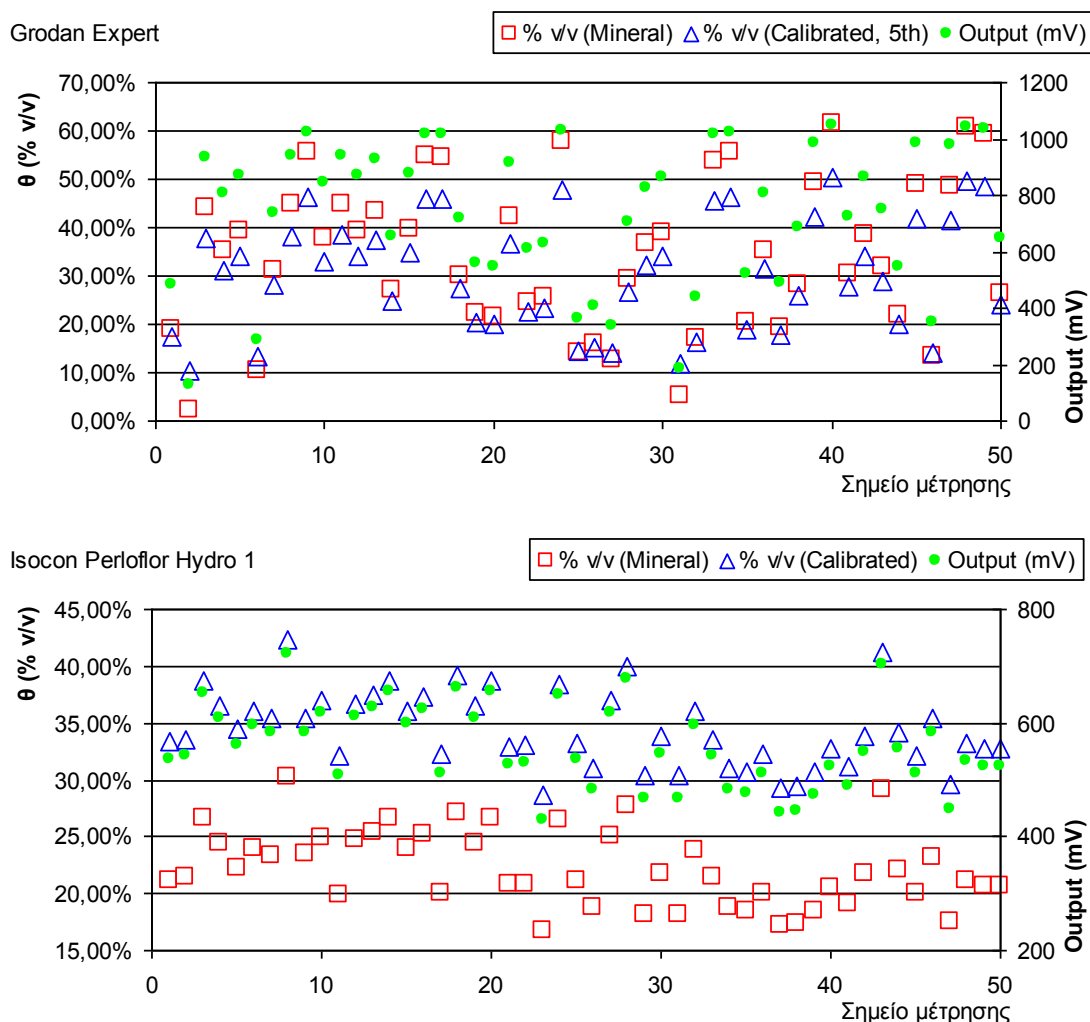 Grodan Expert
% v/v (Mineral) % v/v (Calibrated, 5th) Output (mV)
θ (% v/v)
70,00%
60,00%
50,00%
40,00%
30,00%
20,00%
10,00%
0,00%
1200
1000
800
600
400
200
0
Output (mV)
0 10 20 30 40 50
Σημείο μέτρησης
Isocon Perloflor Hydro 1
% v/v (Mineral) % v/v (Calibrated) Output (mV)
θ (% v/v)
45,00%
40,00%
35,00%
30,00%
25,00%
20,00%
15,00%
800
600
400
200
Output (mV)
0 10 20 30 40 50
Σημείο μέτρησης